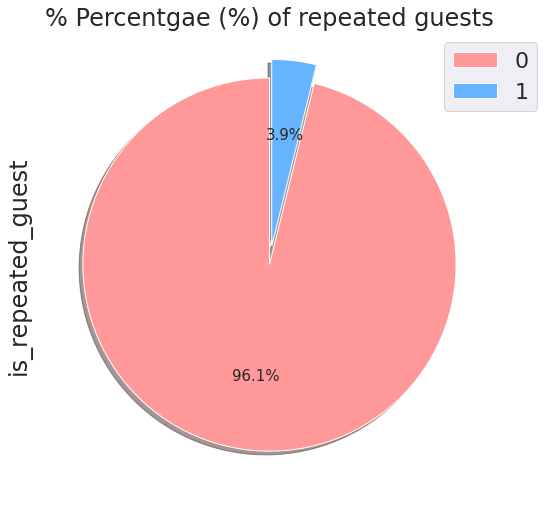 % Percentgae (%) of repeated guests
0
1
3.9%
is_repeated_guest
96.1%